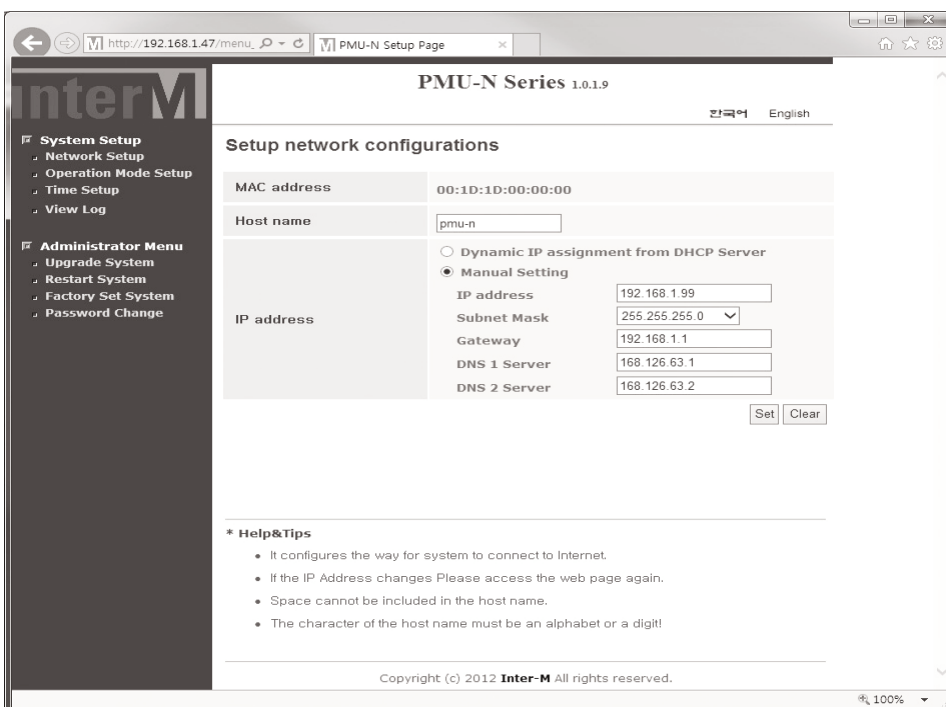 http://192.168.1.47/menu_
PMU-N Setup Page
interM
PMU-N Series 1.0.1.9
한국어 English
System Setup
Network Setup
Operation Mode Setup
Time Setup
View Log
Administrator Menu
Upgrade System
Restart System
Factory Set System
Password Change
Setup network configurations
MAC address 00:1D:1D:00:00:00
Host name pmu-n
IP address
Dynamic IP assignment from DHCP Server
Manual Setting
IP address 192.168.1.99
Subnet Mask 255.255.255.0
Gateway 192.168.1.1
DNS 1 Server 168.126.63.1
DNS 2 Server 168.126.63.2
Set Clear
* Help&Tips
• It configures the way for system to connect to Internet.
• If the IP Address changes Please access the web page again.
• Space cannot be included in the host name.
• The character of the host name must be an alphabet or a digit!
Copyright (c) 2012 Inter-M All rights reserved.
100%